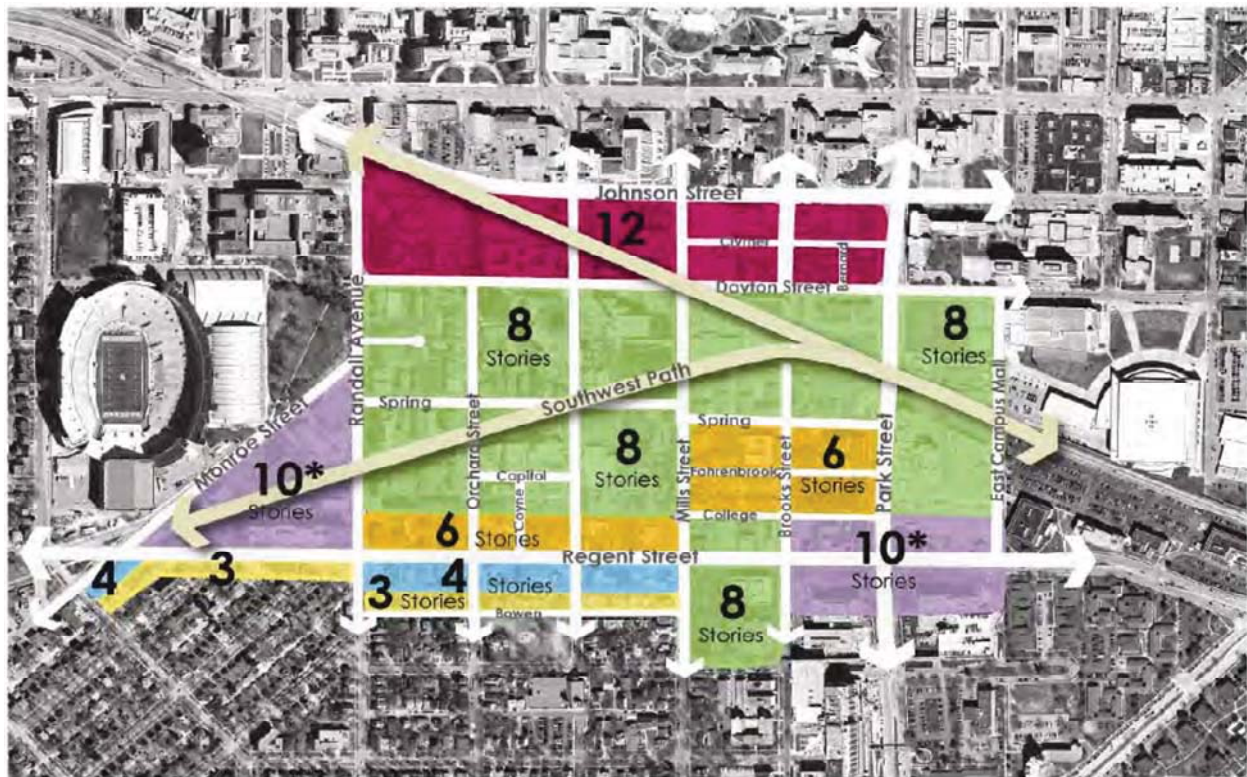 Johnson Street
12
Clymer
Bernard
Dayton Street
8
Stories
8
Stories
Randall Avenue
Southwest Path
East Campus Mall
Monroe Street
Spring
Orchard Street
Spring
8
Stories
Mills Street
Fahrenbrook
Brooks Street
6
Stories
Park Street
10*
Stories
Capitol
Coyne
College
6 Stories
Regent Street
10*
Stories
4
3
4
Stories
3 Stories
8
Stories
Bowen